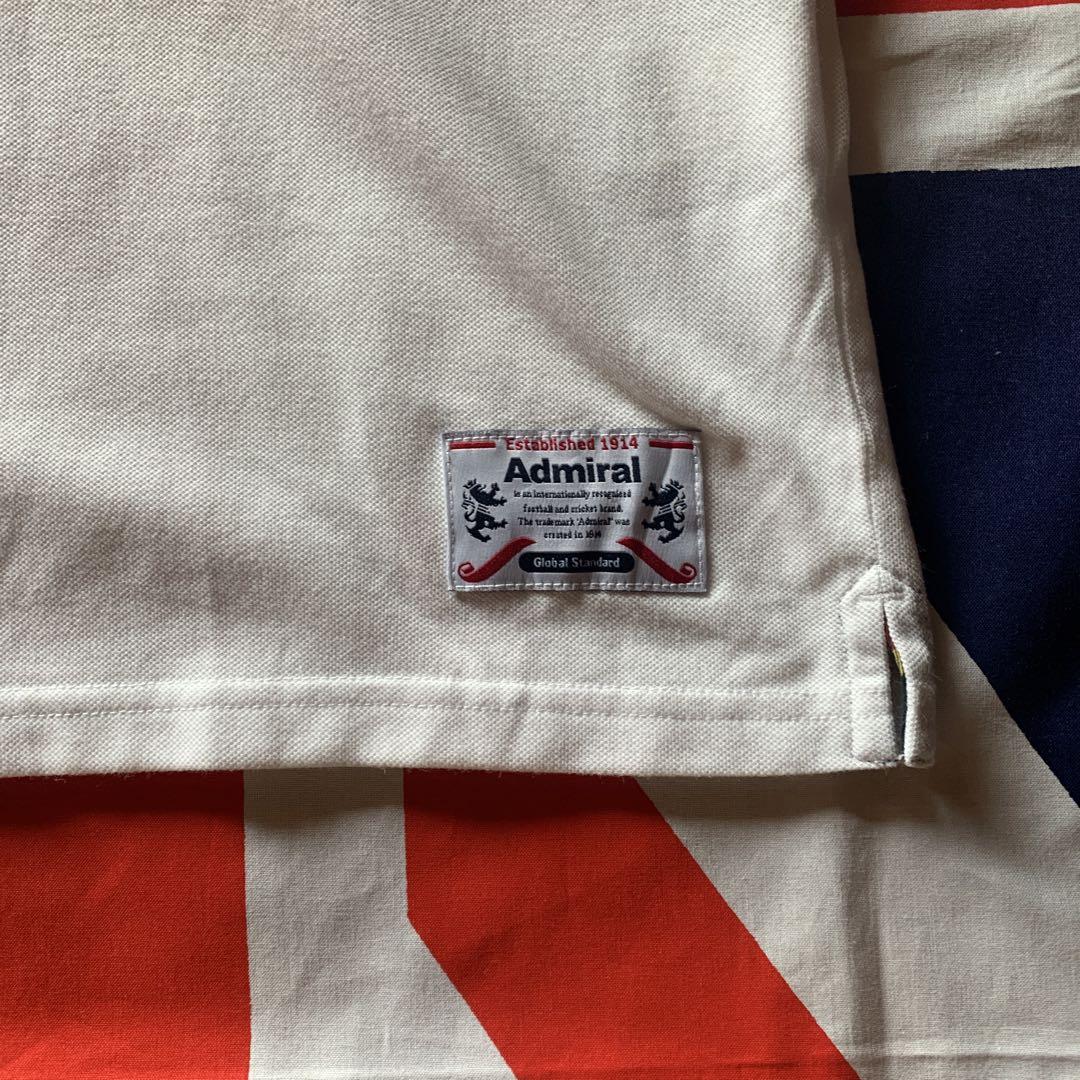 Established 1914
Admiral
is an internationally recognised
football and cricket brand.
The trademark 'Admiral' was
created in 1914
Global Standard